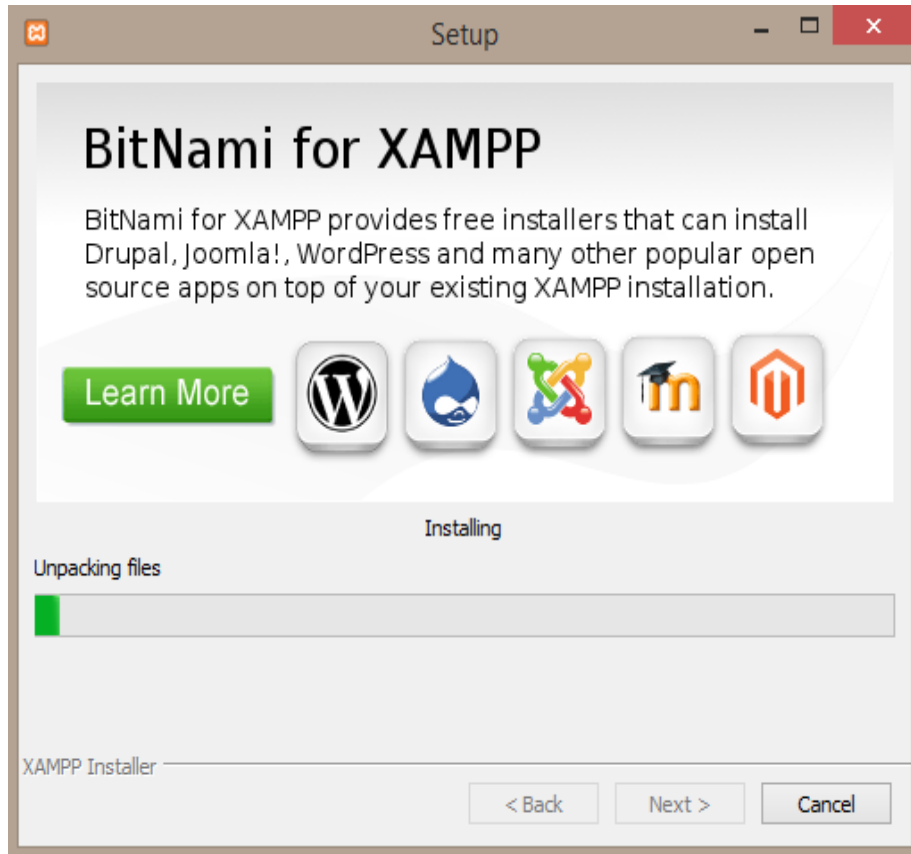 Setup
BitNami for XAMPP
BitNami for XAMPP provides free installers that can install
Drupal, Joomla!, WordPress and many other popular open
source apps on top of your existing XAMPP installation.
Learn More
Installing
Unpacking files
XAMPP Installer
< Back
Next >
Cancel